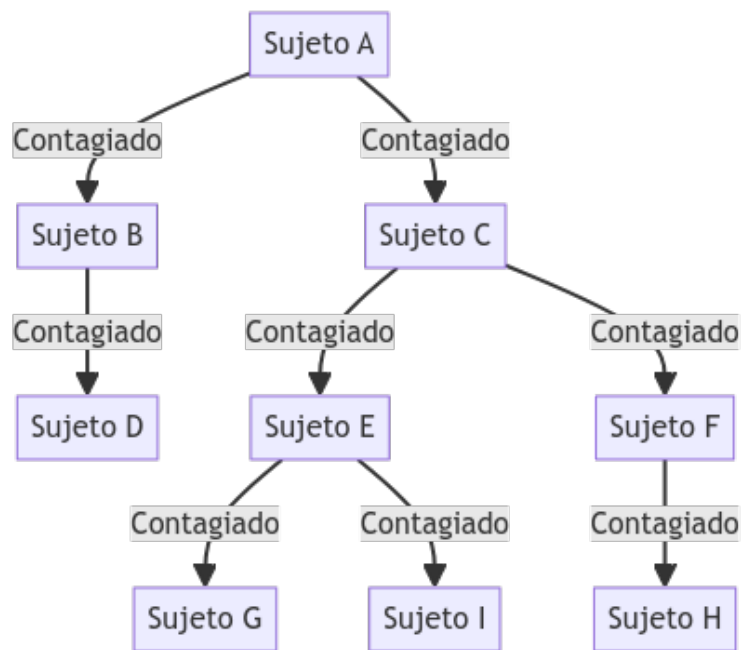 Sujeto A
Contagiado
Contagiado
Sujeto B
Sujeto C
Contagiado
Contagiado
Contagiado
Sujeto D
Sujeto E
Sujeto F
Contagiado
Contagiado
Contagiado
Sujeto G
Sujeto I
Sujeto H